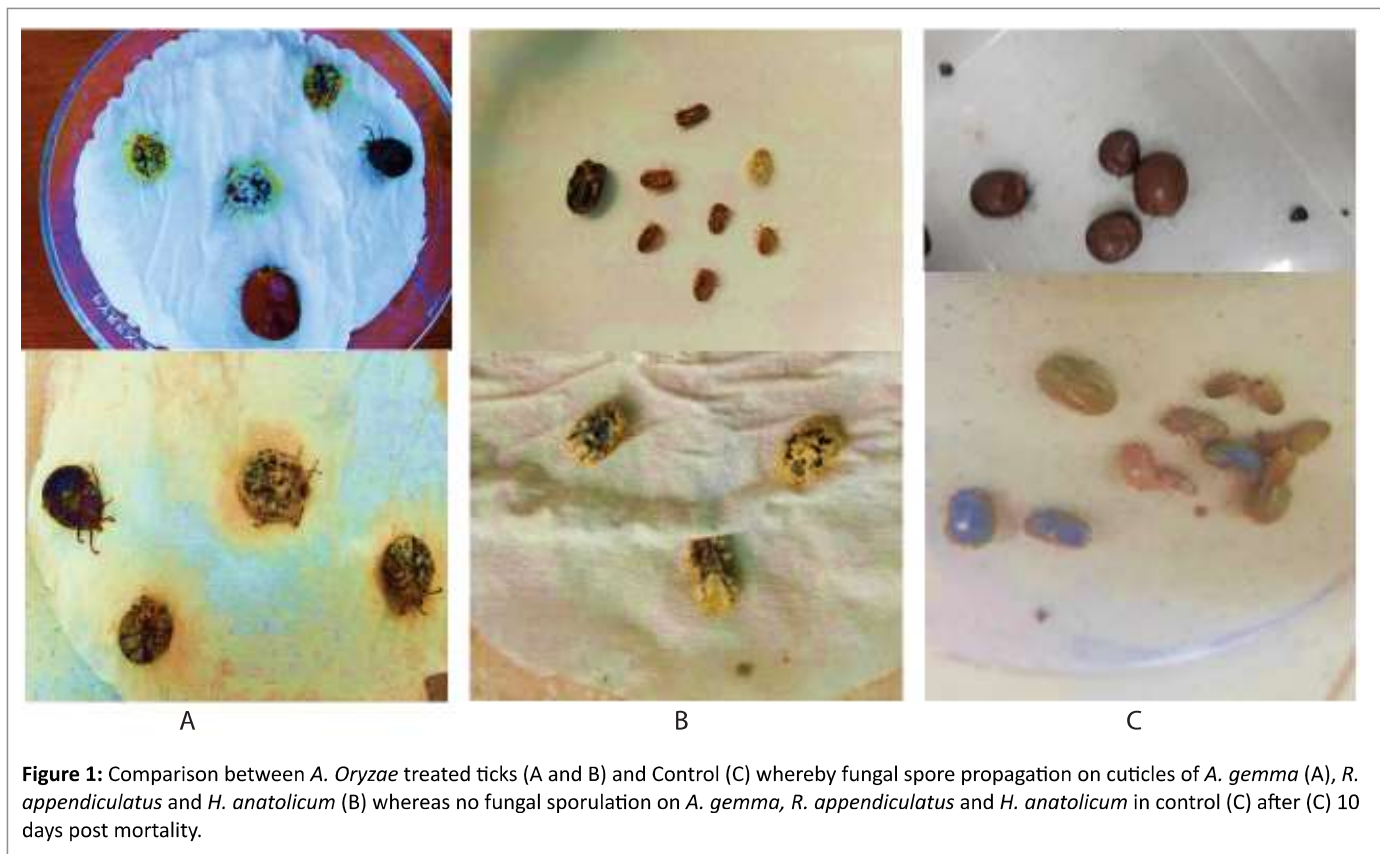 A
B
C
Figure 1: Comparison between A. Oryzae treated ticks (A and B) and Control (C) whereby fungal spore propagation on cuticles of A. gemma (A), R.
appendiculatus and H. anatolicum (B) whereas no fungal sporulation on A. gemma, R. appendiculatus and H. anatolicum in control (C) after (C) 10
days post mortality.